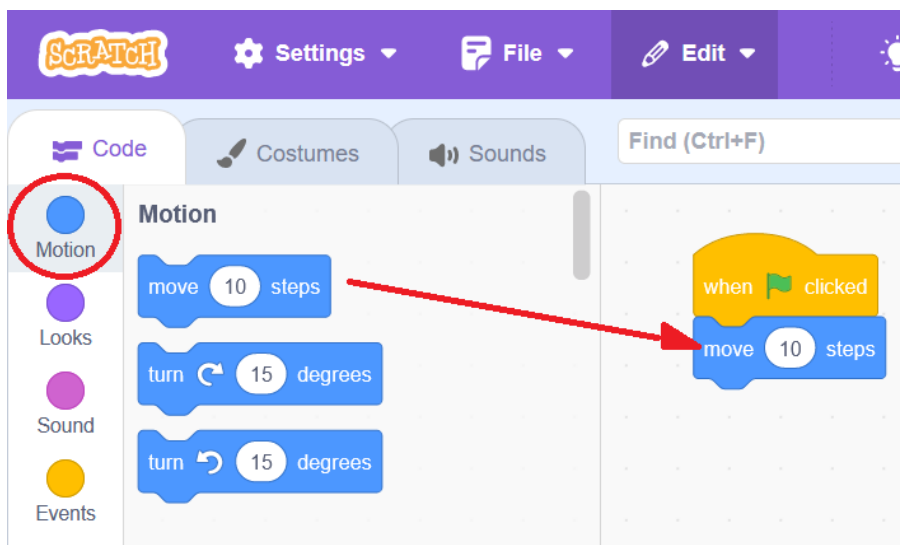 SCRATCH
Settings
File
Edit
Code
Costumes
Sounds
Find (Ctrl+F)
Motion
Looks
Sound
Events
Motion
move 10 steps
turn 15 degrees
turn 15 degrees
when clicked
move 10 steps